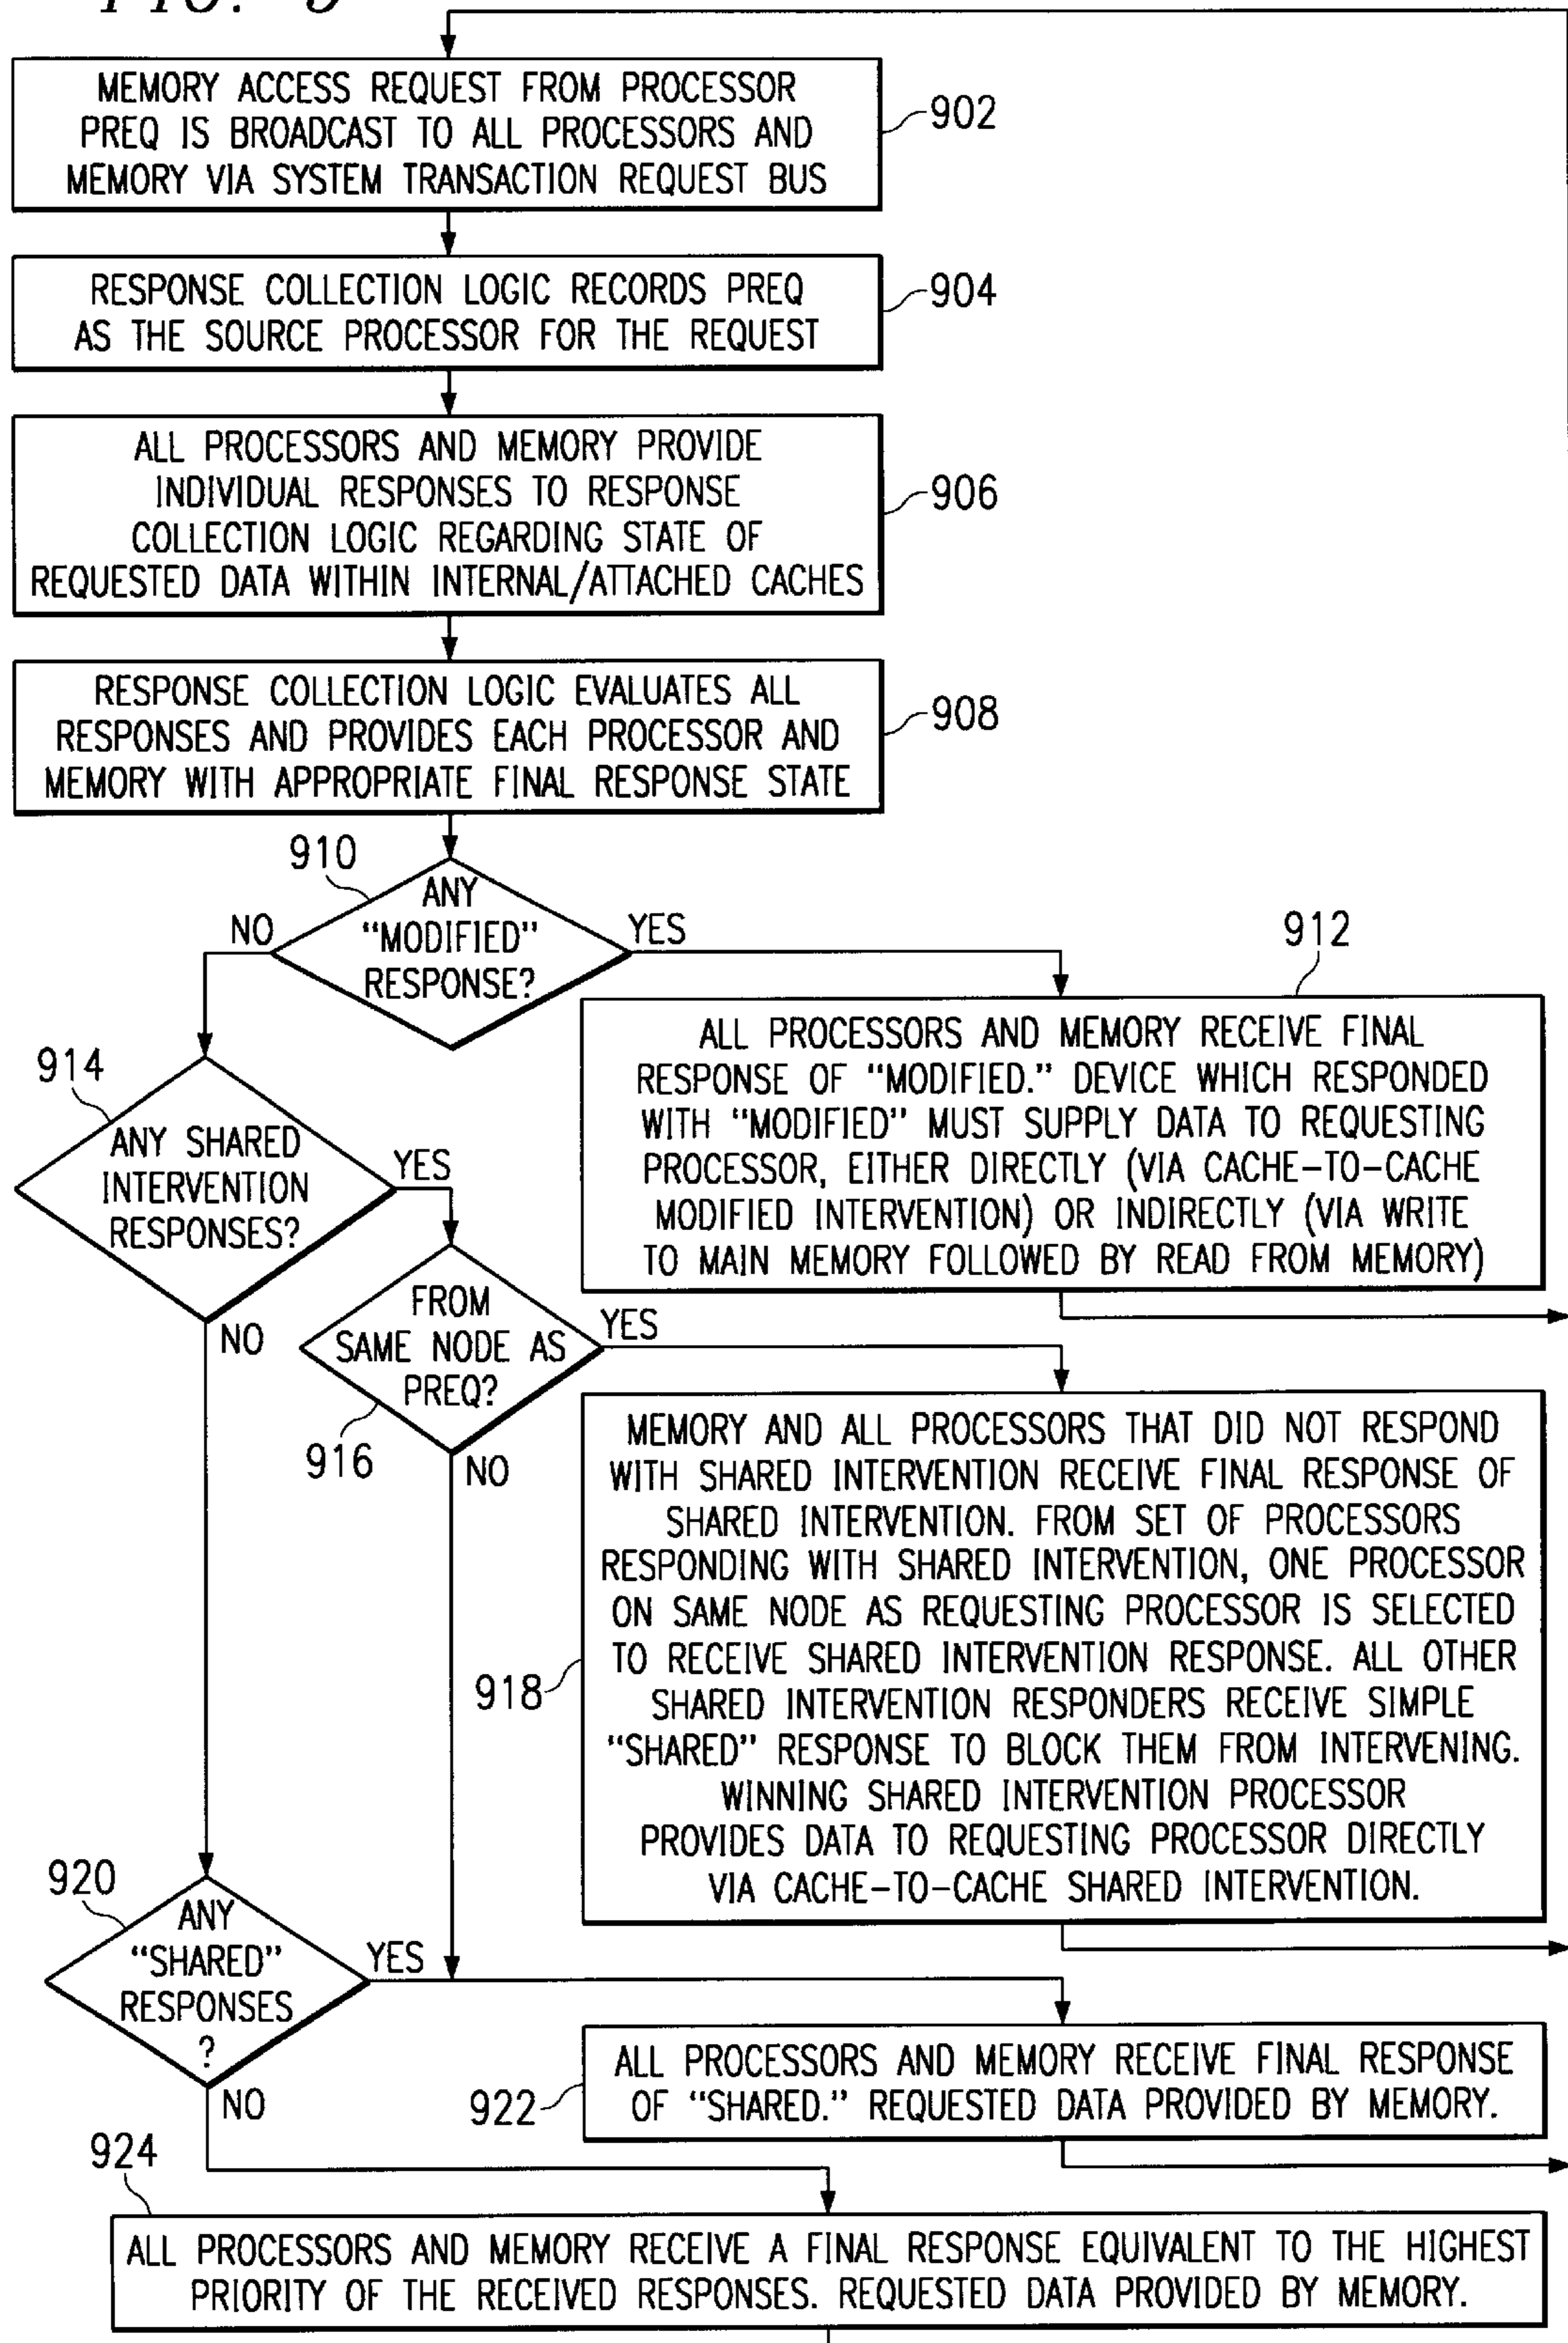 MEMORY ACCESS REQUEST FROM PROCESSOR
PREQ IS BROADCAST TO ALL PROCESSORS AND
MEMORY VIA SYSTEM TRANSACTION REQUEST BUS
902
RESPONSE COLLECTION LOGIC RECORDS PREQ
AS THE SOURCE PROCESSOR FOR THE REQUEST
904
ALL PROCESSORS AND MEMORY PROVIDE
INDIVIDUAL RESPONSES TO RESPONSE
COLLECTION LOGIC REGARDING STATE OF
REQUESTED DATA WITHIN INTERNAL/ATTACHED CACHES
906
RESPONSE COLLECTION LOGIC EVALUATES ALL
RESPONSES AND PROVIDES EACH PROCESSOR AND
MEMORY WITH APPROPRIATE FINAL RESPONSE STATE
908
910
ANY
"MODIFIED"
RESPONSE?
NO
YES
912
ALL PROCESSORS AND MEMORY RECEIVE FINAL
RESPONSE OF "MODIFIED." DEVICE WHICH RESPONDED
WITH "MODIFIED" MUST SUPPLY DATA TO REQUESTING
PROCESSOR, EITHER DIRECTLY (VIA CACHE-TO-CACHE
MODIFIED INTERVENTION) OR INDIRECTLY (VIA WRITE
TO MAIN MEMORY FOLLOWED BY READ FROM MEMORY)
914
ANY SHARED
INTERVENTION
RESPONSES?
YES
NO
FROM
SAME NODE AS
PREQ?
YES
916
NO
MEMORY AND ALL PROCESSORS THAT DID NOT RESPOND
WITH SHARED INTERVENTION RECEIVE FINAL RESPONSE OF
SHARED INTERVENTION. FROM SET OF PROCESSORS
RESPONDING WITH SHARED INTERVENTION, ONE PROCESSOR
ON SAME NODE AS REQUESTING PROCESSOR IS SELECTED
TO RECEIVE SHARED INTERVENTION RESPONSE. ALL OTHER
SHARED INTERVENTION RESPONDERS RECEIVE SIMPLE
"SHARED" RESPONSE TO BLOCK THEM FROM INTERVENING.
WINNING SHARED INTERVENTION PROCESSOR
PROVIDES DATA TO REQUESTING PROCESSOR DIRECTLY
VIA CACHE-TO-CACHE SHARED INTERVENTION.
918
920
ANY
"SHARED"
RESPONSES
?
YES
NO
ALL PROCESSORS AND MEMORY RECEIVE FINAL RESPONSE
OF "SHARED." REQUESTED DATA PROVIDED BY MEMORY.
922
924
ALL PROCESSORS AND MEMORY RECEIVE A FINAL RESPONSE EQUIVALENT TO THE HIGHEST
PRIORITY OF THE RECEIVED RESPONSES. REQUESTED DATA PROVIDED BY MEMORY.